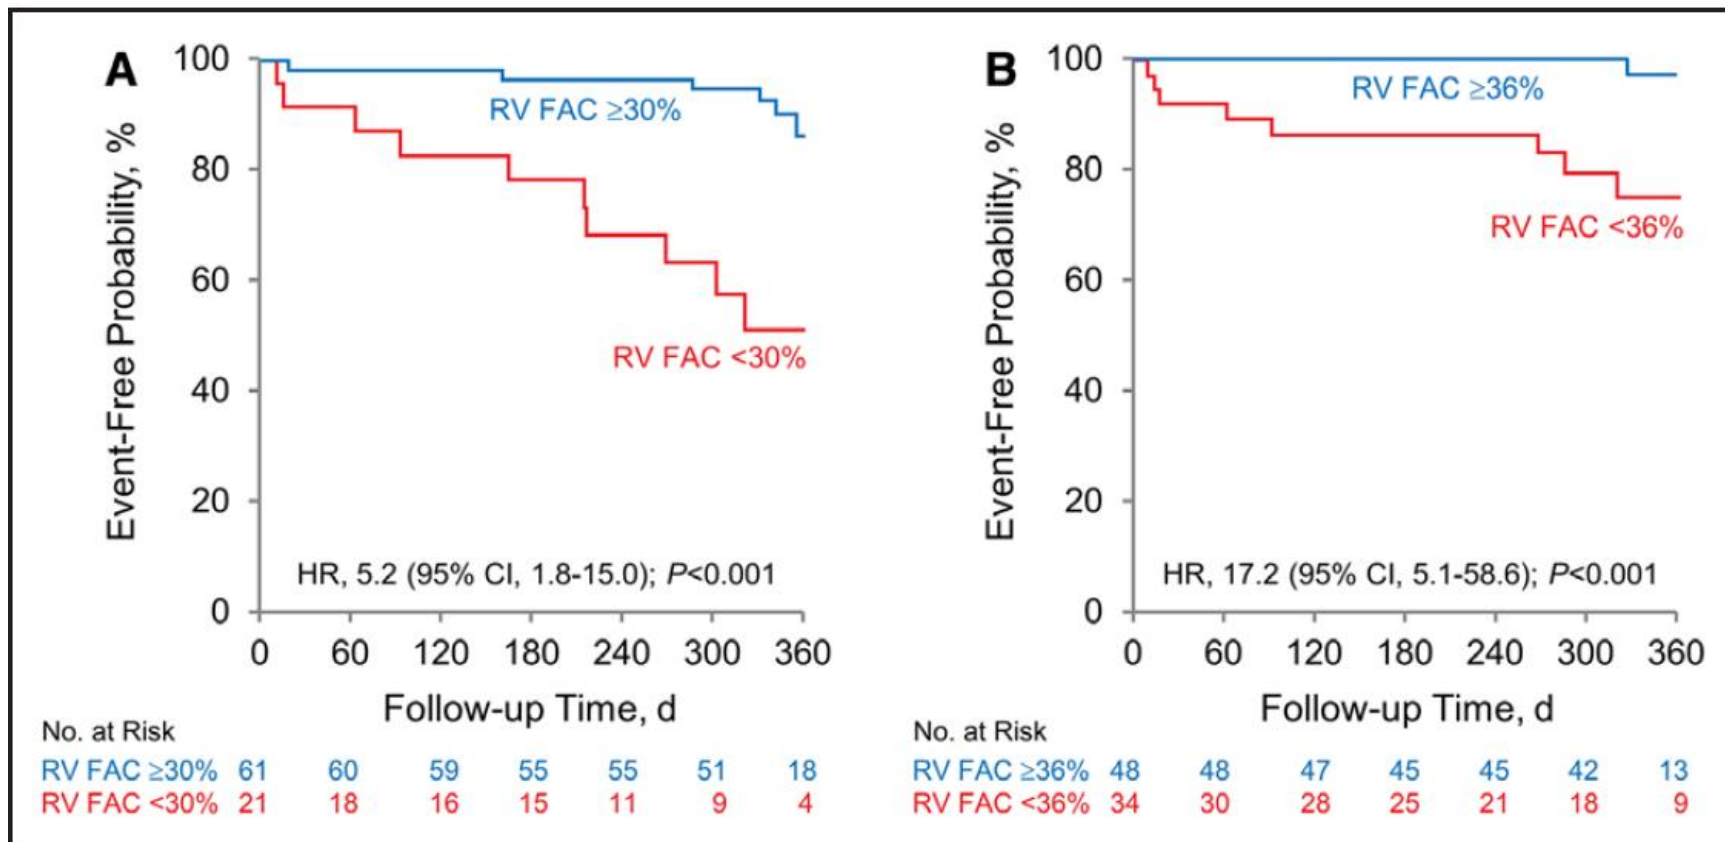 A
Event-Free Probability, %
100
80
60
40
20
0
RV FAC ≥30%
RV FAC <30%
HR, 5.2 (95% CI, 1.8-15.0); P<0.001
0 60 120 180 240 300 360
Follow-up Time, d
No. at Risk
RV FAC ≥30% 61 60 59 55 55 51 18
RV FAC <30% 21 18 16 15 11 9 4
B
Event-Free Probability, %
100
80
60
40
20
0
RV FAC ≥36%
RV FAC <36%
HR, 17.2 (95% CI, 5.1-58.6); P<0.001
0 60 120 180 240 300 360
Follow-up Time, d
No. at Risk
RV FAC ≥36% 48 48 47 45 45 42 13
RV FAC <36% 34 30 28 25 21 18 9